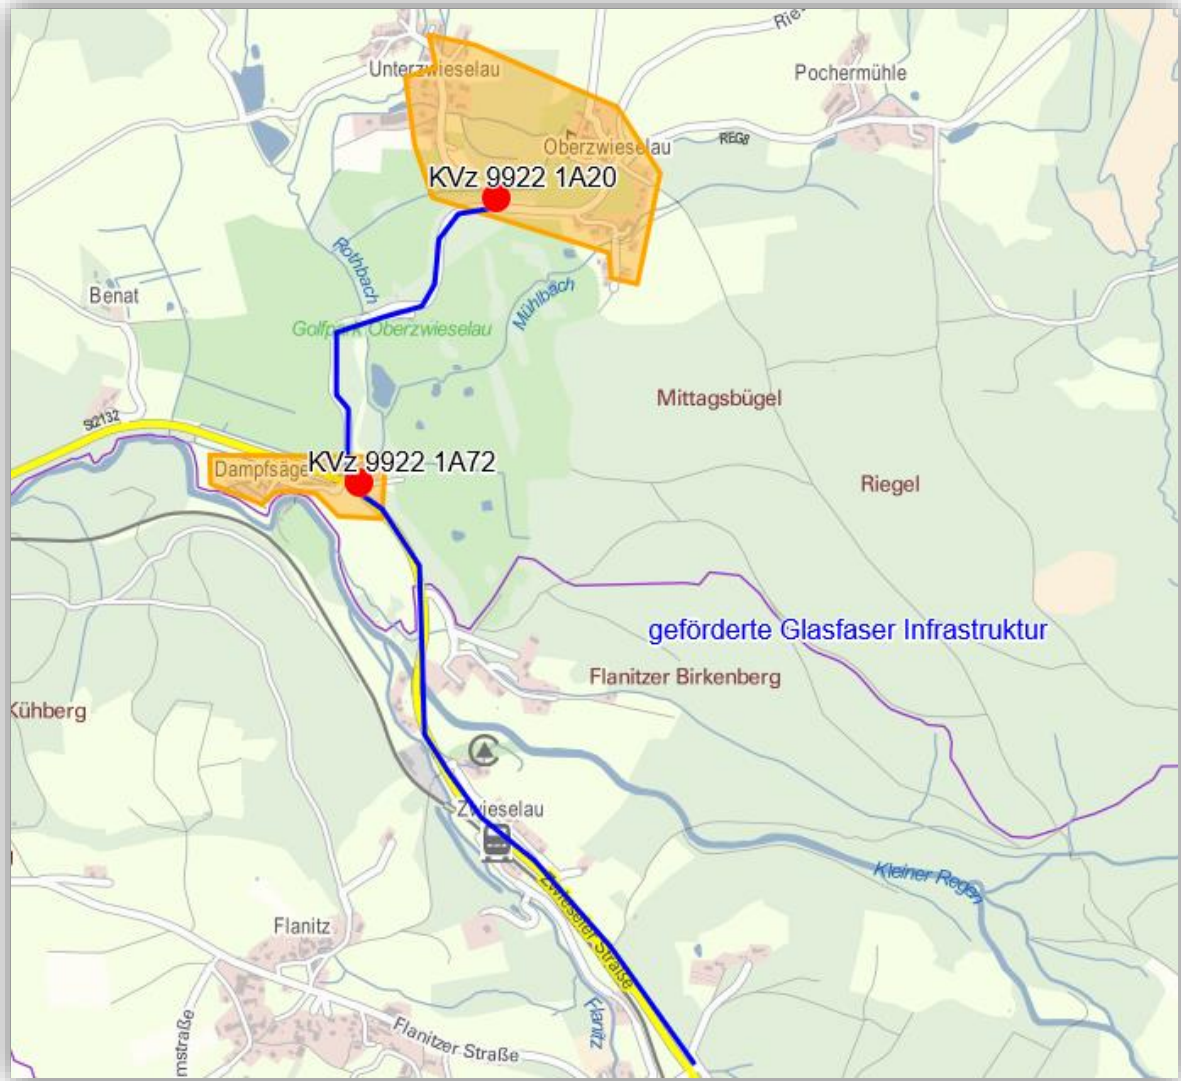 Unterzwieselau
Pochermühle
Oberzwieselau
REG8
KVz 9922 1A20
Rothbach
Mühlbach
Benat
Golfpark Oberzwieselau
Mittagsbügel
St2132
Dampfsäge
KVz 9922 1A72
Riegel
geförderte Glasfaser Infrastruktur
Flanitzer Birkenberg
Kühberg
Zwieselau
Kleiner Regen
Zwieseler Straße
Flanitz
Flanitz
Flanitzer Straße
mstraße